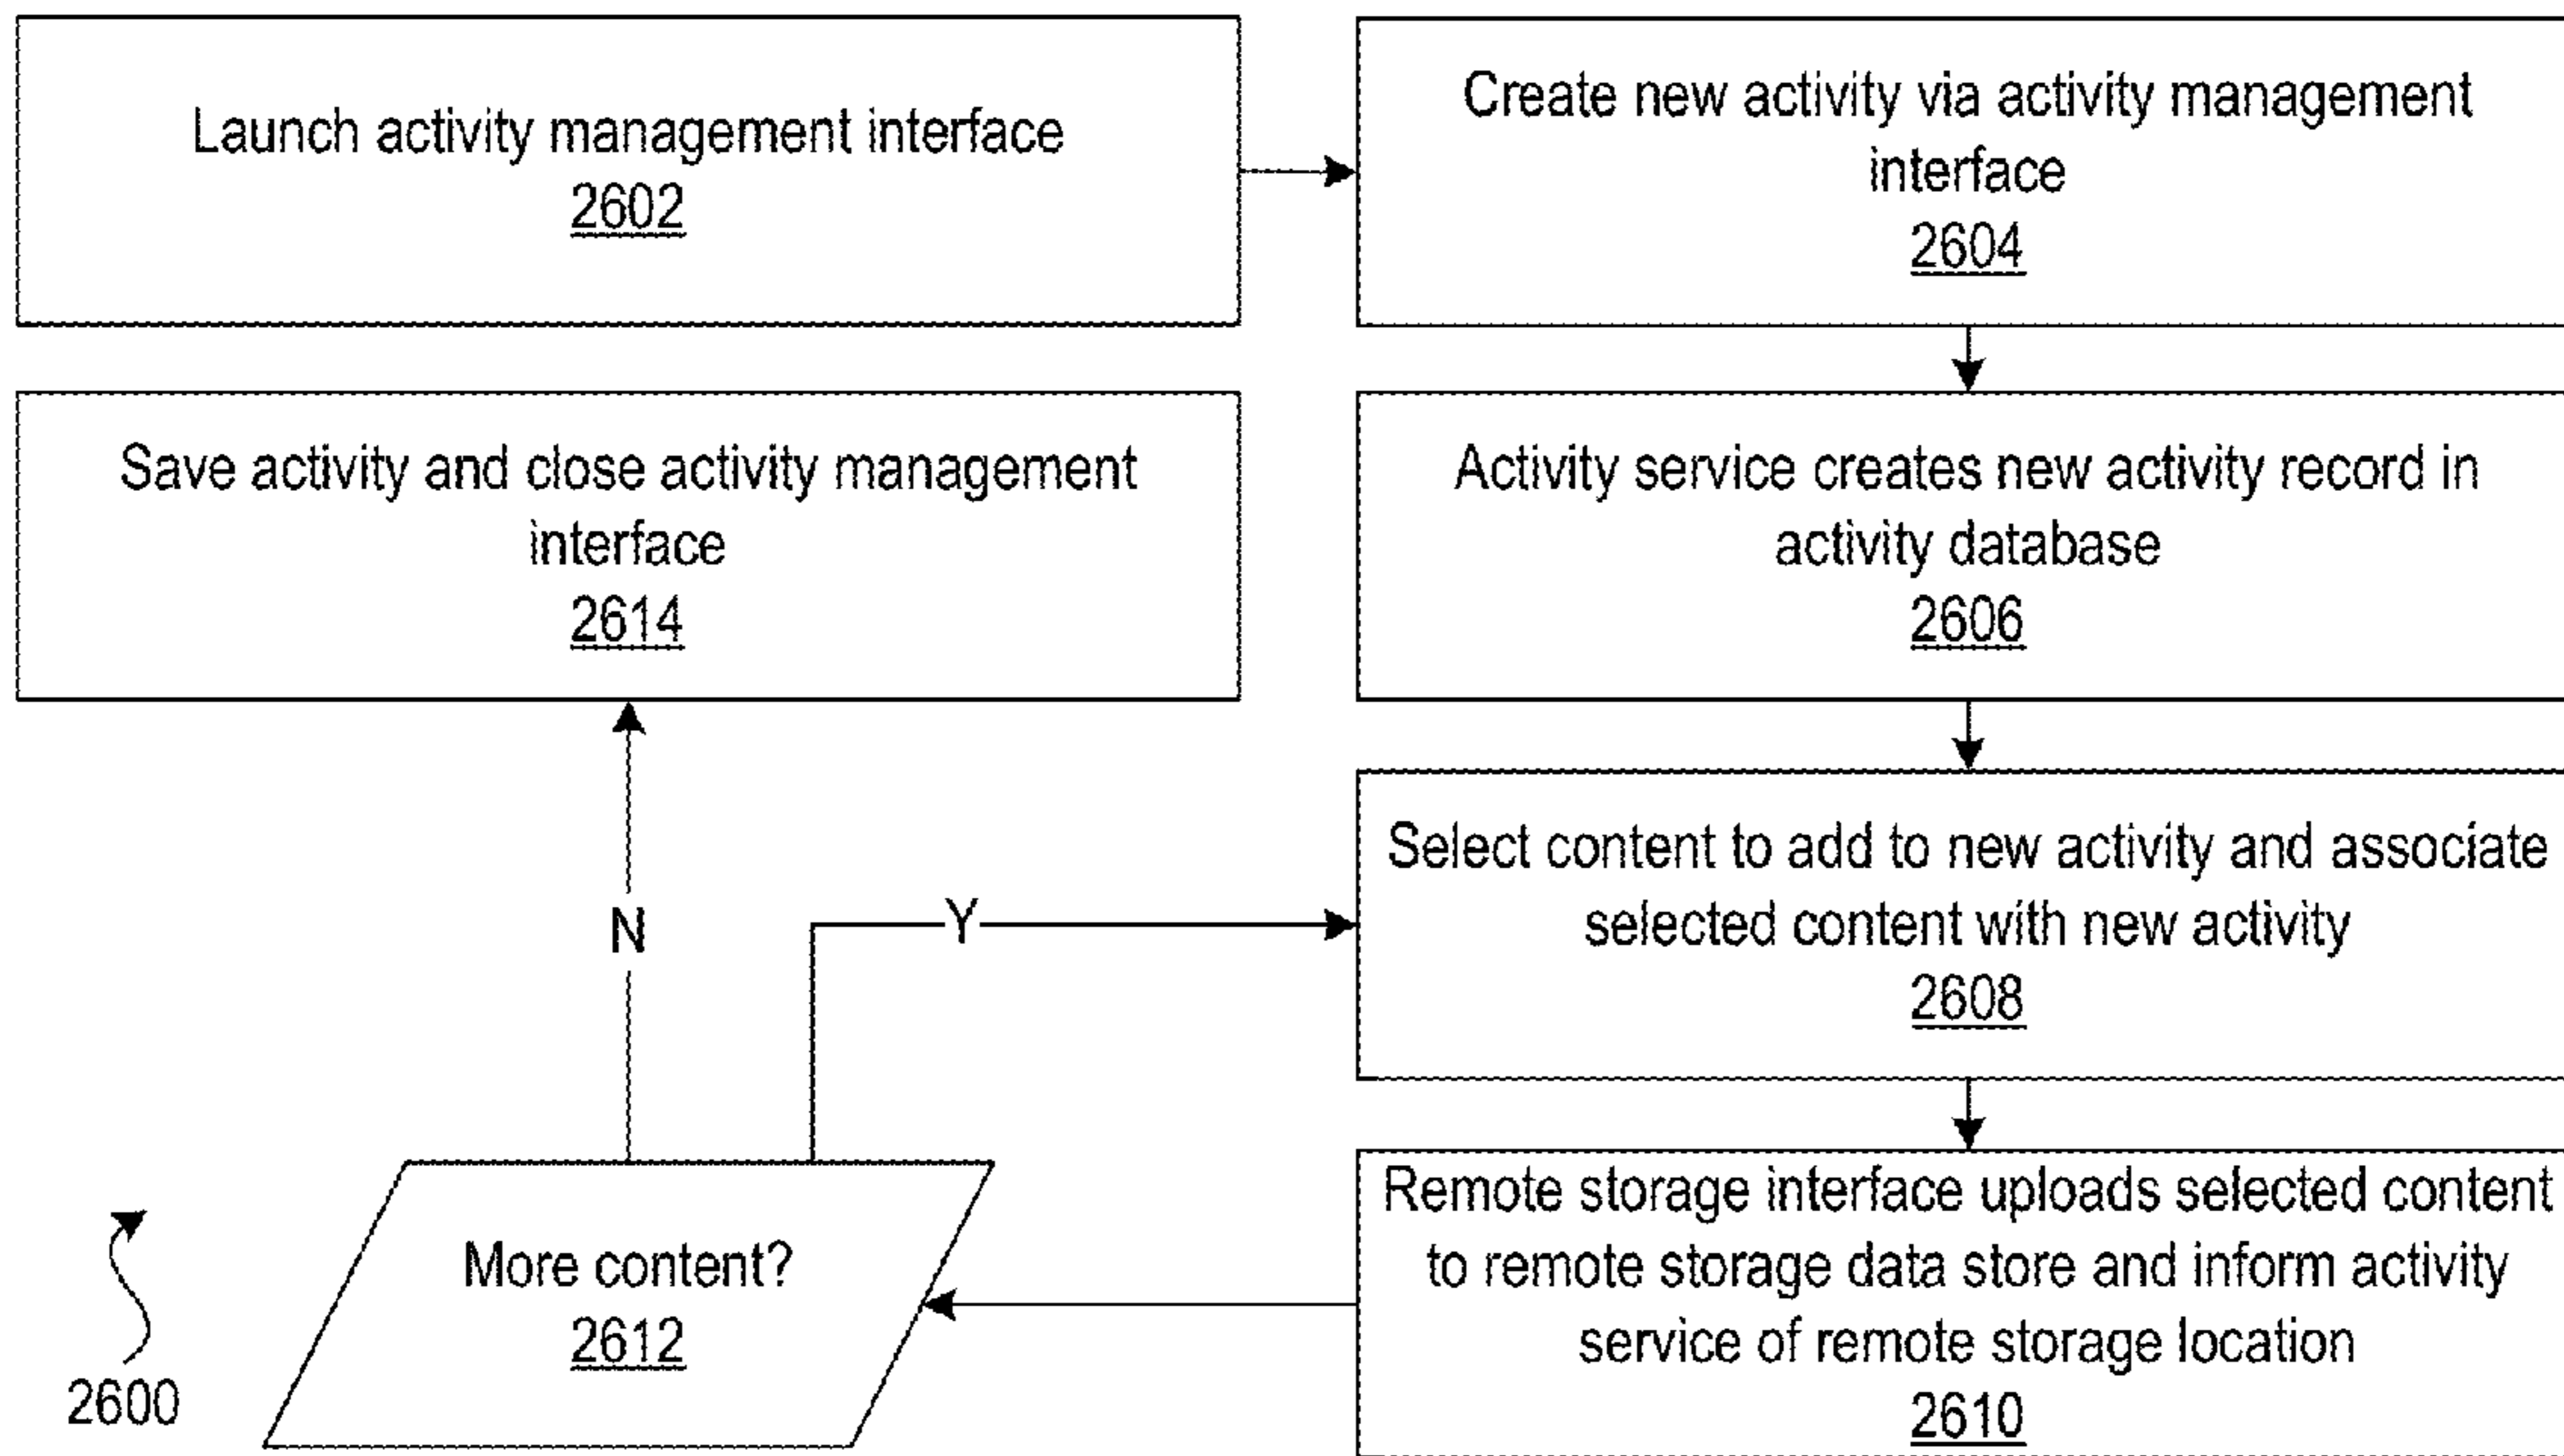 Launch activity management interface
2602
Create new activity via activity management
interface
2604
Activity service creates new activity record in
activity database
2606
Save activity and close activity management
interface
2614
Select content to add to new activity and associate
selected content with new activity
2608
N
Y
Remote storage interface uploads selected content
to remote storage data store and inform activity
service of remote storage location
2610
More content?
2612
2600